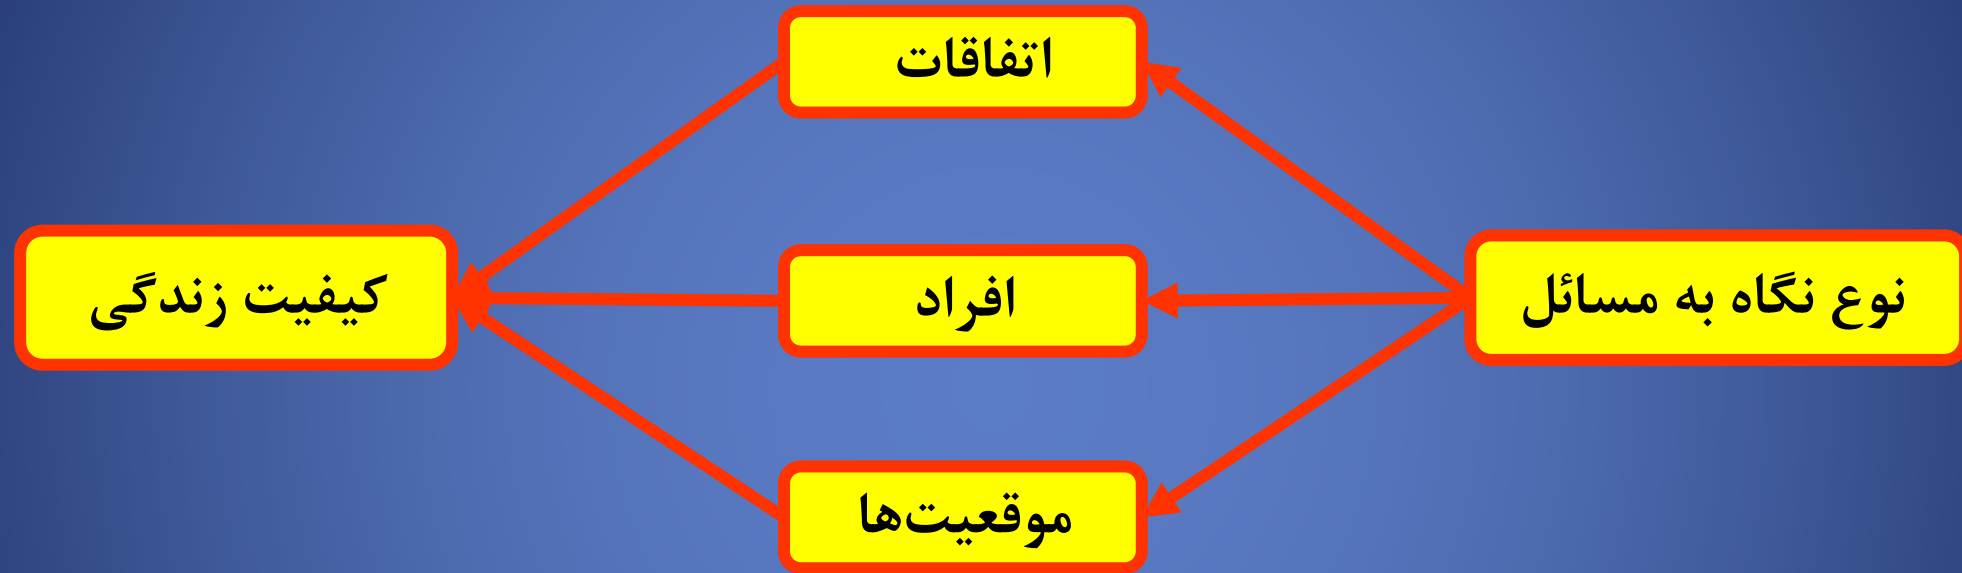 نوع نگاه به مسائل
اتفاقات
افراد
موقعیت‌ها
کیفیت زندگی